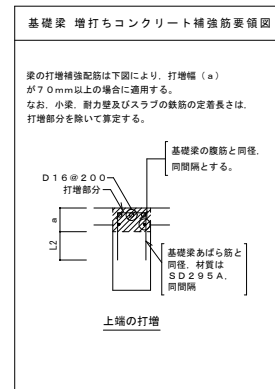 基礎梁 増打ちコンクリート補強筋要領図
梁の打増補強配筋は下図により、打増幅（a）
が７０mm以上の場合に適用する。
なお、小梁、耐力壁及びスラブの鉄筋の定着長さは、
打増部分を除いて算定する。
基礎梁の腹筋と同径、
同間隔とする。
Ｄ１６＠２００
打増部分
a
L2
基礎梁あばら筋と
同径、材質は
ＳＤ２９５Ａ、
同間隔
上端の打増